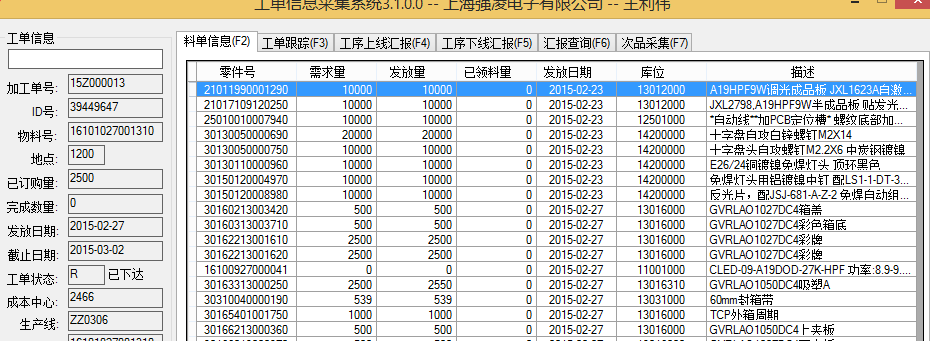 工单信息采集系统3.1.0.0 -- 上海强凌电子有限公司 -- 王利伟
工单信息
加工单号: 15Z000013
ID号: 39449647
物料号: 16101027001310
地点: 1200
已订购量: 2500
完成数量: 0
发放日期: 2015-02-27
截止日期: 2015-03-02
工单状态: R 已下达
成本中心: 2466
生产线: ZZ0306
料单信息(F2) 工单跟踪(F3) 工序上线汇报(F4) 工序下线汇报(F5) 汇报查询(F6) 次品采集(F7)
零件号 需求量 发放量 已领料量 发放日期 库位 描述
21011990001290 10000 10000 0 2015-02-23 13012000 A19HPF9W调光成品板 JXL1623A白激...
21017109120250 10000 10000 0 2015-02-23 13012000 JXL2798,A19HPF9W半成品板 贴发光...
25010010007940 10000 10000 0 2015-02-23 12501000 *自动线**加PCB定位槽* 螺纹底部加...
30130050000690 20000 20000 0 2015-02-23 14200000 十字盘白攻白锌螺钉M2X14
30130050000750 10000 10000 0 2015-02-23 14200000 十字盘头白攻螺钉M2.2X6 中炭钢镀镍
30130110000960 10000 10000 0 2015-02-23 14200000 E26/24铜镀镍免焊灯头 顶环黑色
30150120004970 10000 10000 0 2015-02-23 14200000 免焊灯头用铝镀镍中钉 配LS1-1-DT-3...
30150120008980 10000 10000 0 2015-02-23 14200000 反光片，配JSJ-681-A-Z-2 免焊自动组...
30160213003420 500 500 0 2015-02-27 13016000 GVRLAO1027DC4箱盖
30160313003710 500 500 0 2015-02-27 13016000 GVRLAO1027DC4彩色箱底
30162213001610 2500 2500 0 2015-02-27 13016000 GVRLAO1027DC4彩牌
30162213001620 2500 2500 0 2015-02-27 13016000 GVRLAO1050DC4彩牌
16100927000041 0 0 0 2015-02-27 11001000 CLED-09-A19DOD-27K-HPF 功率:8.9-9....
30163313000250 2500 2550 0 2015-02-27 13016310 GVRLAO1050DC4吸塑A
30310040000190 539 539 0 2015-02-27 13031000 60mm封箱带
30165401001750 1000 1000 0 2015-02-27 13016000 TCP外箱周期
30166213000360 500 500 0 2015-02-27 13016000 GVRLAO1050DC4上夹板